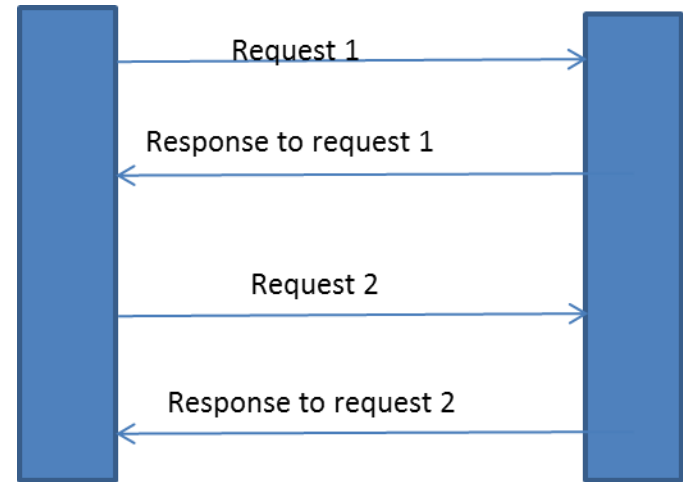 Request 1
Response to request 1
Request 2
Response to request 2